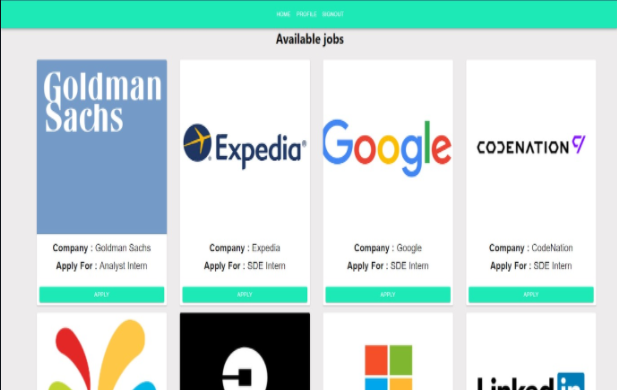 HOME PROFILE SIGNOUT
Available jobs
Goldman
Sachs
Expedia®
Google
CODENATION
Company : Goldman Sachs
Apply For : Analyst Intern
APPLY
Company : Expedia
Apply For : SDE Intern
APPLY
Company : Google
Apply For : SDE Intern
APPLY
Company : CodeNation
Apply For : SDE Intern
APPLY
Linked in